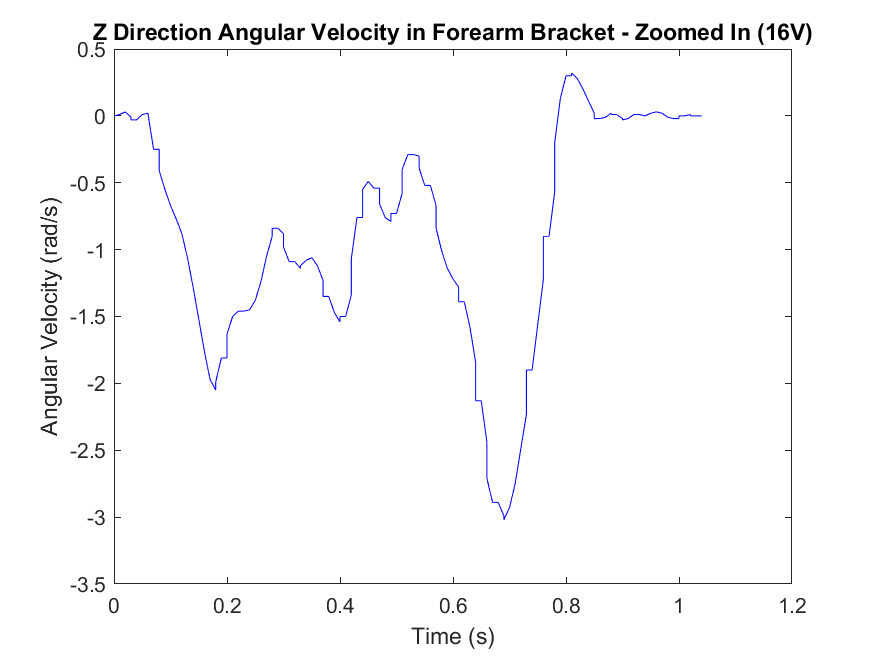 Z Direction Angular Velocity in Forearm Bracket - Zoomed In (16V)
0.5
0
-0.5
-1
-1.5
-2
-2.5
-3
-3.5
Angular Velocity (rad/s)
0 0.2 0.4 0.6 0.8 1 1.2
Time (s)